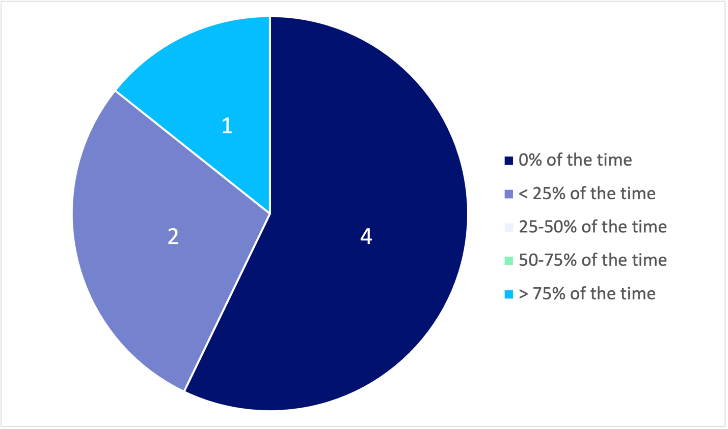 1
2
4
0% of the time
< 25% of the time
25-50% of the time
50-75% of the time
> 75% of the time